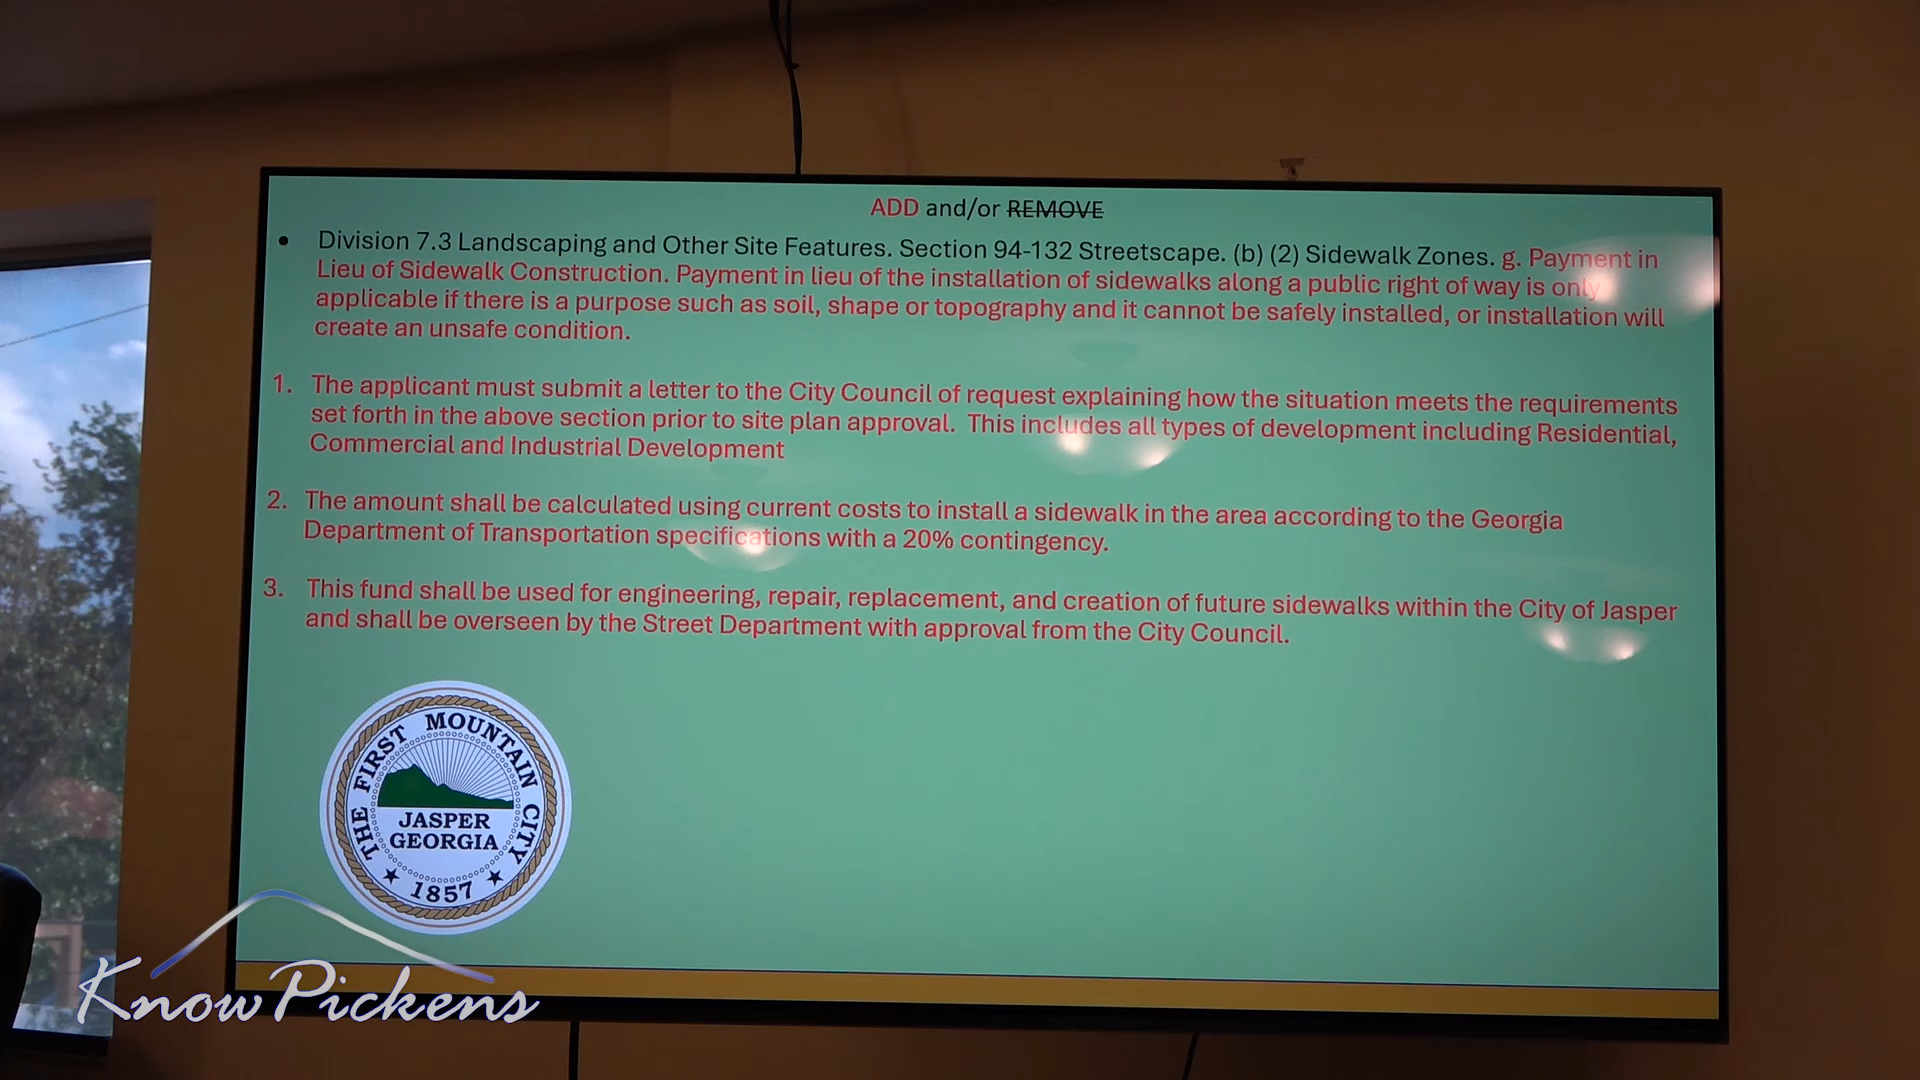 ADD and/or REMOVE
• Division 7.3 Landscaping and Other Site Features. Section 94-132 Streetscape. (b) (2) Sidewalk Zones. g. Payment in
Lieu of Sidewalk Construction. Payment in lieu of the installation of sidewalks along a public right of way is only
applicable if there is a purpose such as soil, shape or topography and it cannot be safely installed, or installation will
create an unsafe condition.
1. The applicant must submit a letter to the City Council of request explaining how the situation meets the requirements
set forth in the above section prior to site plan approval. This includes all types of development including Residential,
Commercial and Industrial Development
2. The amount shall be calculated using current costs to install a sidewalk in the area according to the Georgia
Department of Transportation specifications with a 20% contingency.
3. This fund shall be used for engineering, repair, replacement, and creation of future sidewalks within the City of Jasper
and shall be overseen by the Street Department with approval from the City Council.
THE FIRST MOUNTAIN CITY
JASPER
GEORGIA
★ 1857 ★
KnowPickens